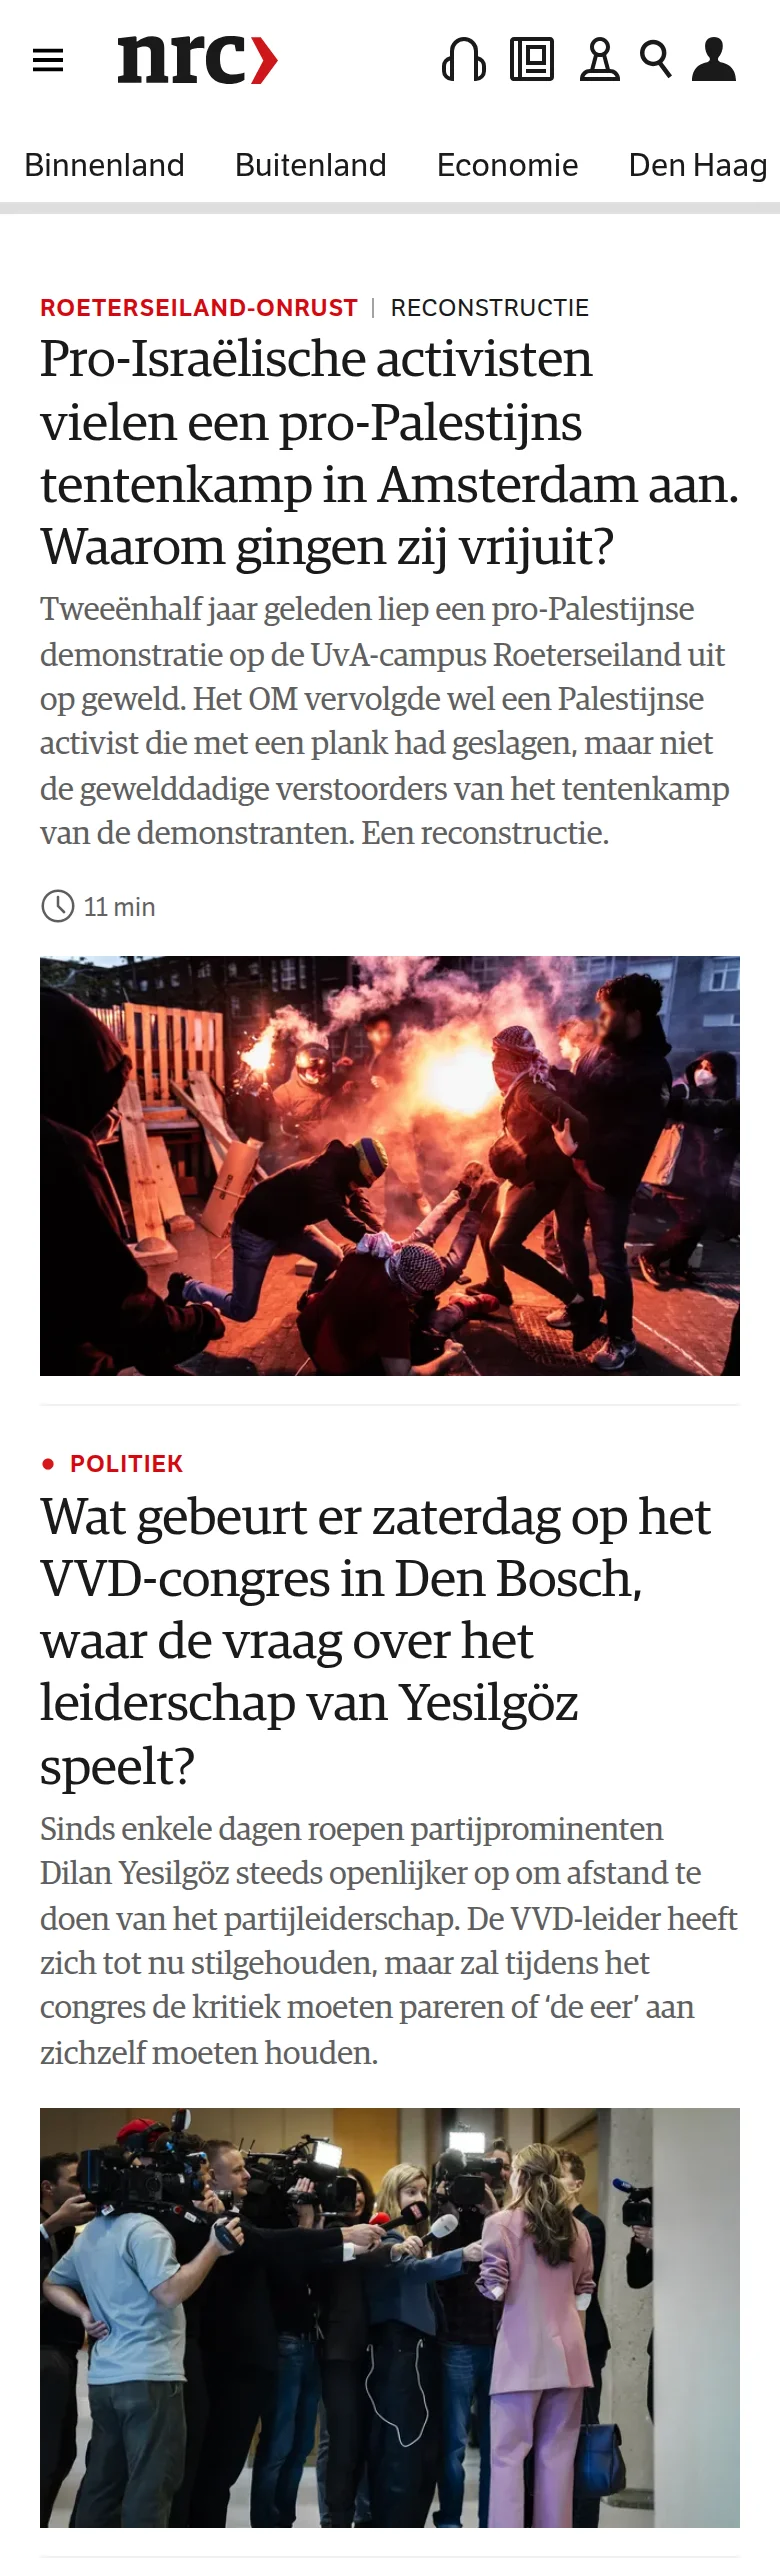 nrc
Binnenland Buitenland Economie Den Haag
ROETERSEILAND-ONRUST | RECONSTRUCTIE
Pro-Israëlische activisten
vielen een pro-Palestijns
tentenkamp in Amsterdam aan.
Waarom gingen zij vrijuit?
Tweeënhalf jaar geleden liep een pro-Palestijnse
demonstratie op de UvA-campus Roeterseiland uit
op geweld. Het OM vervolgde wel een Palestijnse
activist die met een plank had geslagen, maar niet
de gewelddadige verstoorders van het tentenkamp
van de demonstranten. Een reconstructie.
11 min
• POLITIEK
Wat gebeurt er zaterdag op het
VVD-congres in Den Bosch,
waar de vraag over het
leiderschap van Yesilgöz
speelt?
Sinds enkele dagen roepen partijprominenten
Dilan Yesilgöz steeds openlijker op om afstand te
doen van het partijleiderschap. De VVD-leider heeft
zich tot nu stilgehouden, maar zal tijdens het
congres de kritiek moeten pareren of ‘de eer’ aan
zichzelf moeten houden.